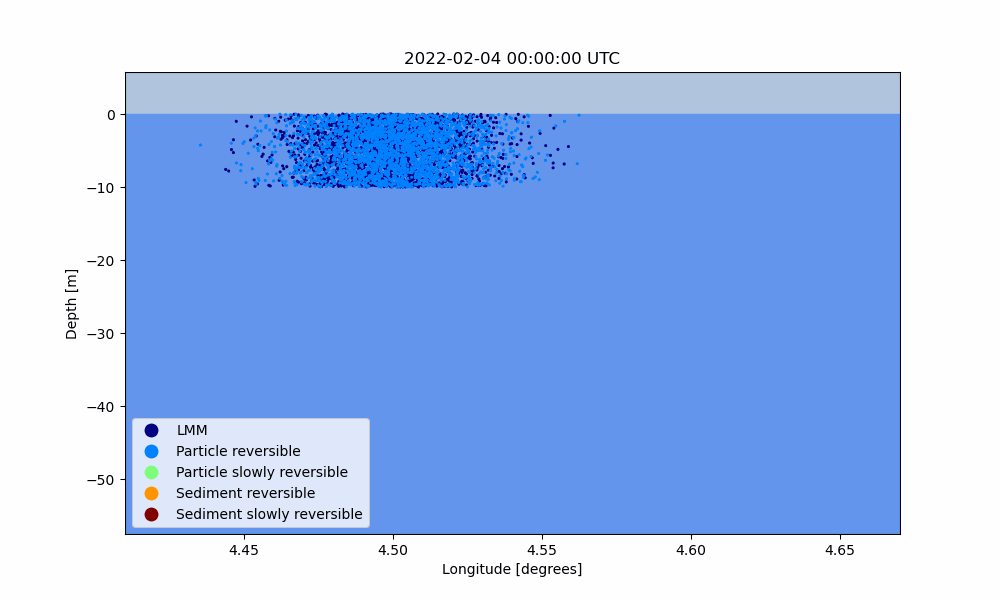 2022-02-04 00:00:00 UTC
0
−10
−20
−30
−40
−50
Depth [m]
LMM
Particle reversible
Particle slowly reversible
Sediment reversible
Sediment slowly reversible
4.45 4.50 4.55 4.60 4.65
Longitude [degrees]